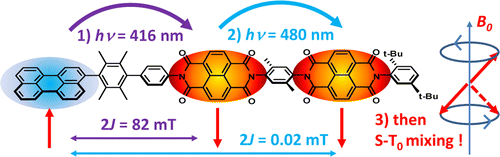 1) hν = 416 nm
2) hν = 480 nm
B0
t-Bu
O O O O
N N N
O O O O
t-Bu
2J = 82 mT
2J = 0.02 mT
3) then
S-T0 mixing !